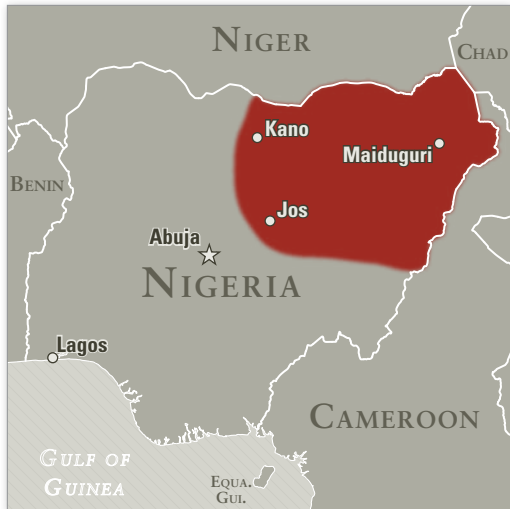 NIGER
CHAD
Kano
Maiduguri
BENIN
Jos
Abuja
NIGERIA
Lagos
CAMEROON
GULF OF
GUINEA
EQUA.
GUI.